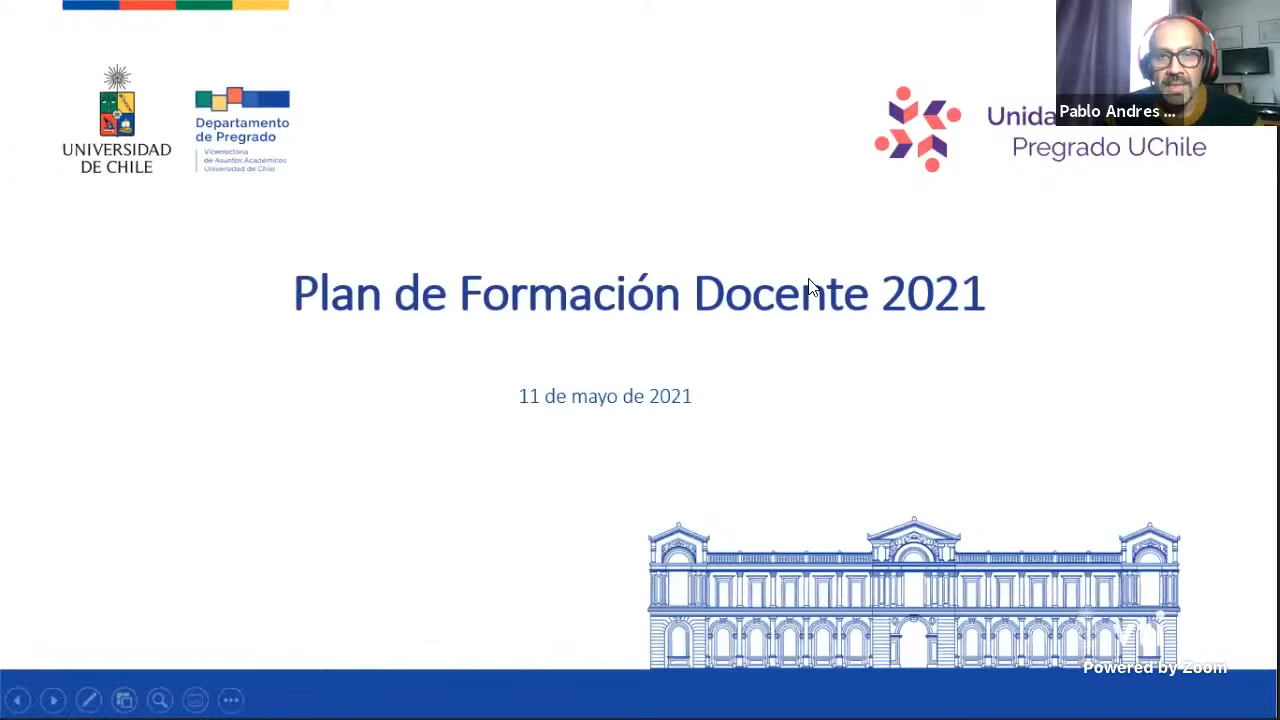 UNIVERSIDAD
DE CHILE
Departamento
de Pregrado
Vicerrectoría
de Asuntos Académicos
Universidad de Chile
Pregrado UChile
Pablo Andres ...
Plan de Formación Docente 2021
11 de mayo de 2021
Powered by Zoom